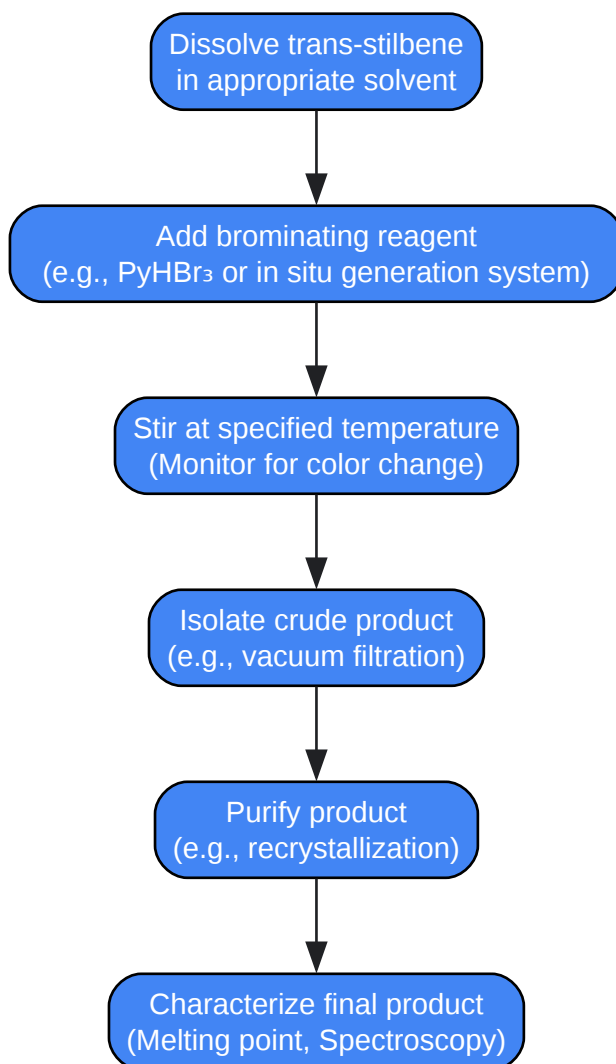 Dissolve trans-stilbene
in appropriate solvent
Add brominating reagent
(e.g., PyHBr₃ or in situ generation system)
Stir at specified temperature
(Monitor for color change)
Isolate crude product
(e.g., vacuum filtration)
Purify product
(e.g., recrystallization)
Characterize final product
(Melting point, Spectroscopy)